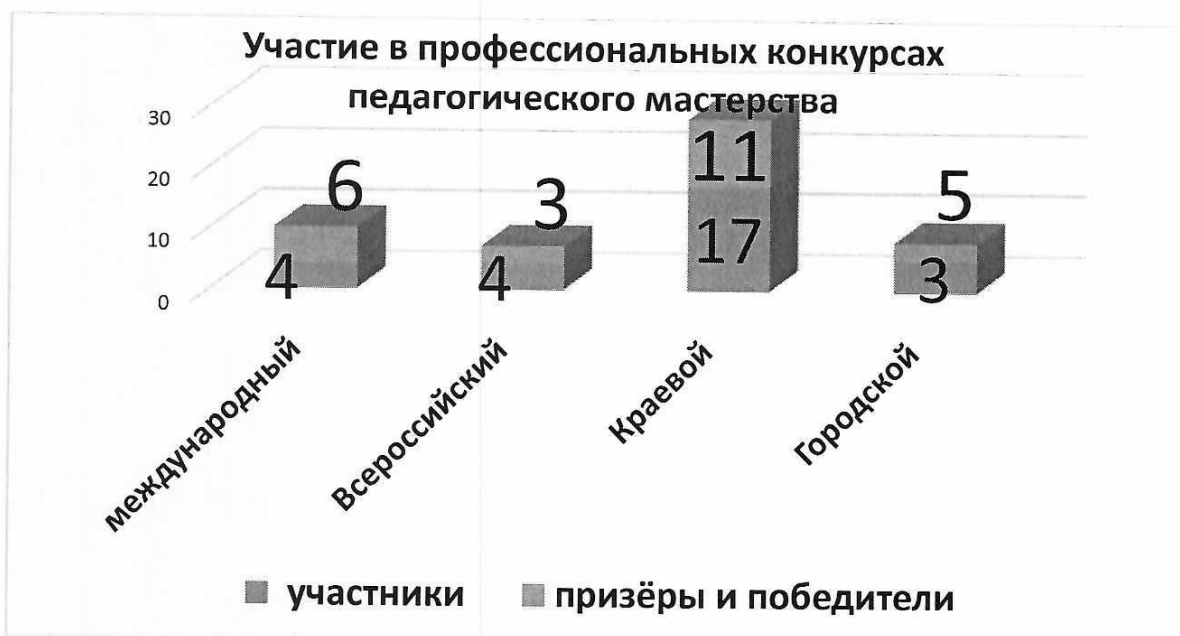 Участие в профессиональных конкурсах
педагогического мастерства
30
20
10
0
6
4
3
4
11
17
5
3
международный
Всероссийский
Краевой
Городской
участники
призёры и победители